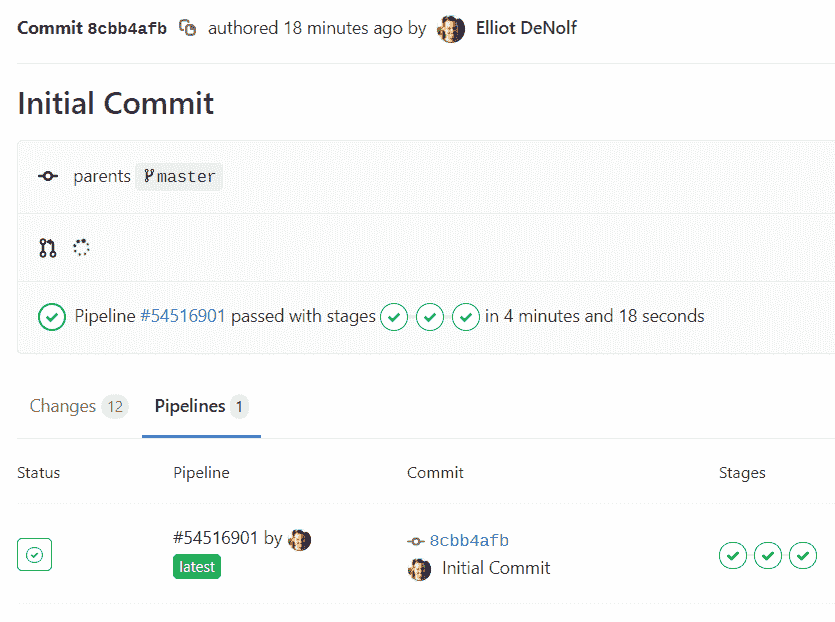 Commit 8cbb4afb authored 18 minutes ago by Elliot DeNolf
Initial Commit
parents master
Pipeline #54516901 passed with stages in 4 minutes and 18 seconds
Changes 12 Pipelines 1
Status Pipeline Commit Stages
#54516901 by 8cbb4afb
latest Initial Commit